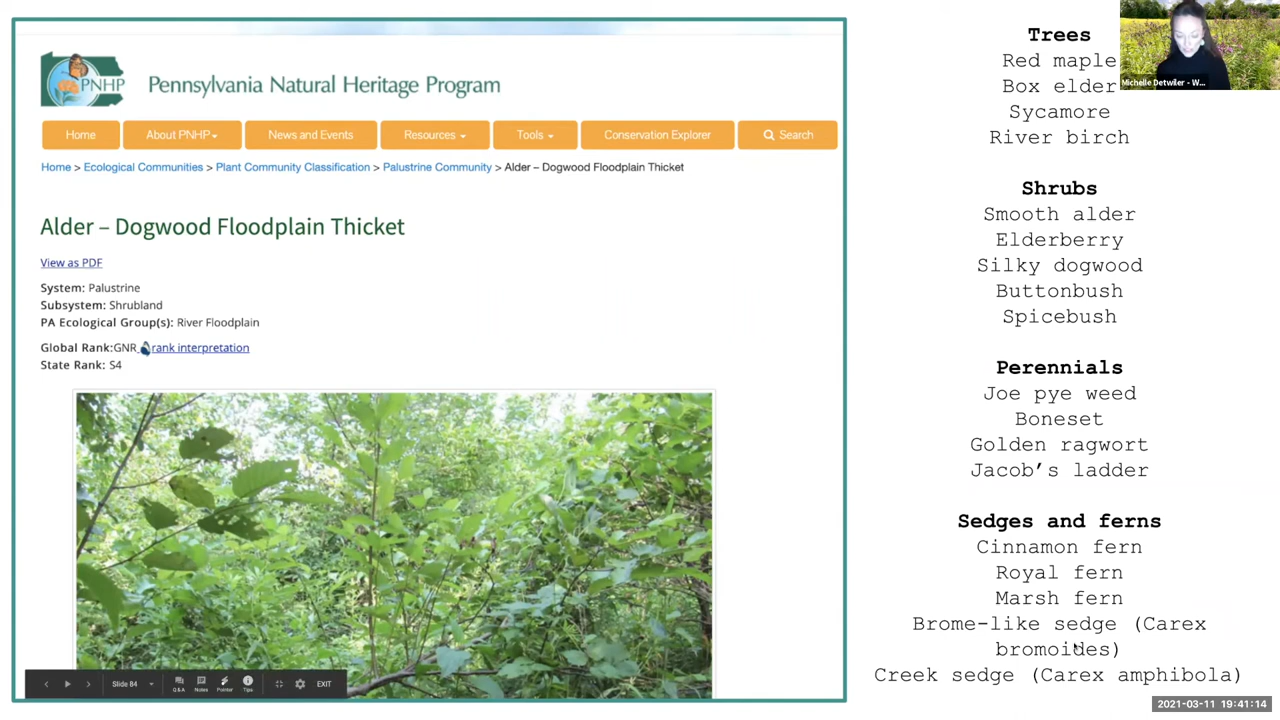 PNHP
Pennsylvania Natural Heritage Program
Home
About PNHP
News and Events
Resources
Tools
Conservation Explorer
Search
Home > Ecological Communities > Plant Community Classification > Palustrine Community > Alder – Dogwood Floodplain Thicket
Alder – Dogwood Floodplain Thicket
View as PDF
System: Palustrine
Subsystem: Shrubland
PA Ecological Group(s): River Floodplain
Global Rank:GNR rank interpretation
State Rank: S4
Slide 84
Q&A
Notes
Pointer
Tips
EXIT
Trees
Red maple
Box elder
Sycamore
River birch
Shrubs
Smooth alder
Elderberry
Silky dogwood
Buttonbush
Spicebush
Perennials
Joe pye weed
Boneset
Golden ragwort
Jacob's ladder
Sedges and ferns
Cinnamon fern
Royal fern
Marsh fern
Brome-like sedge (Carex
bromoides)
Creek sedge (Carex amphibola)
Michelle Detwiler - W...
2021-03-11 19:41:14